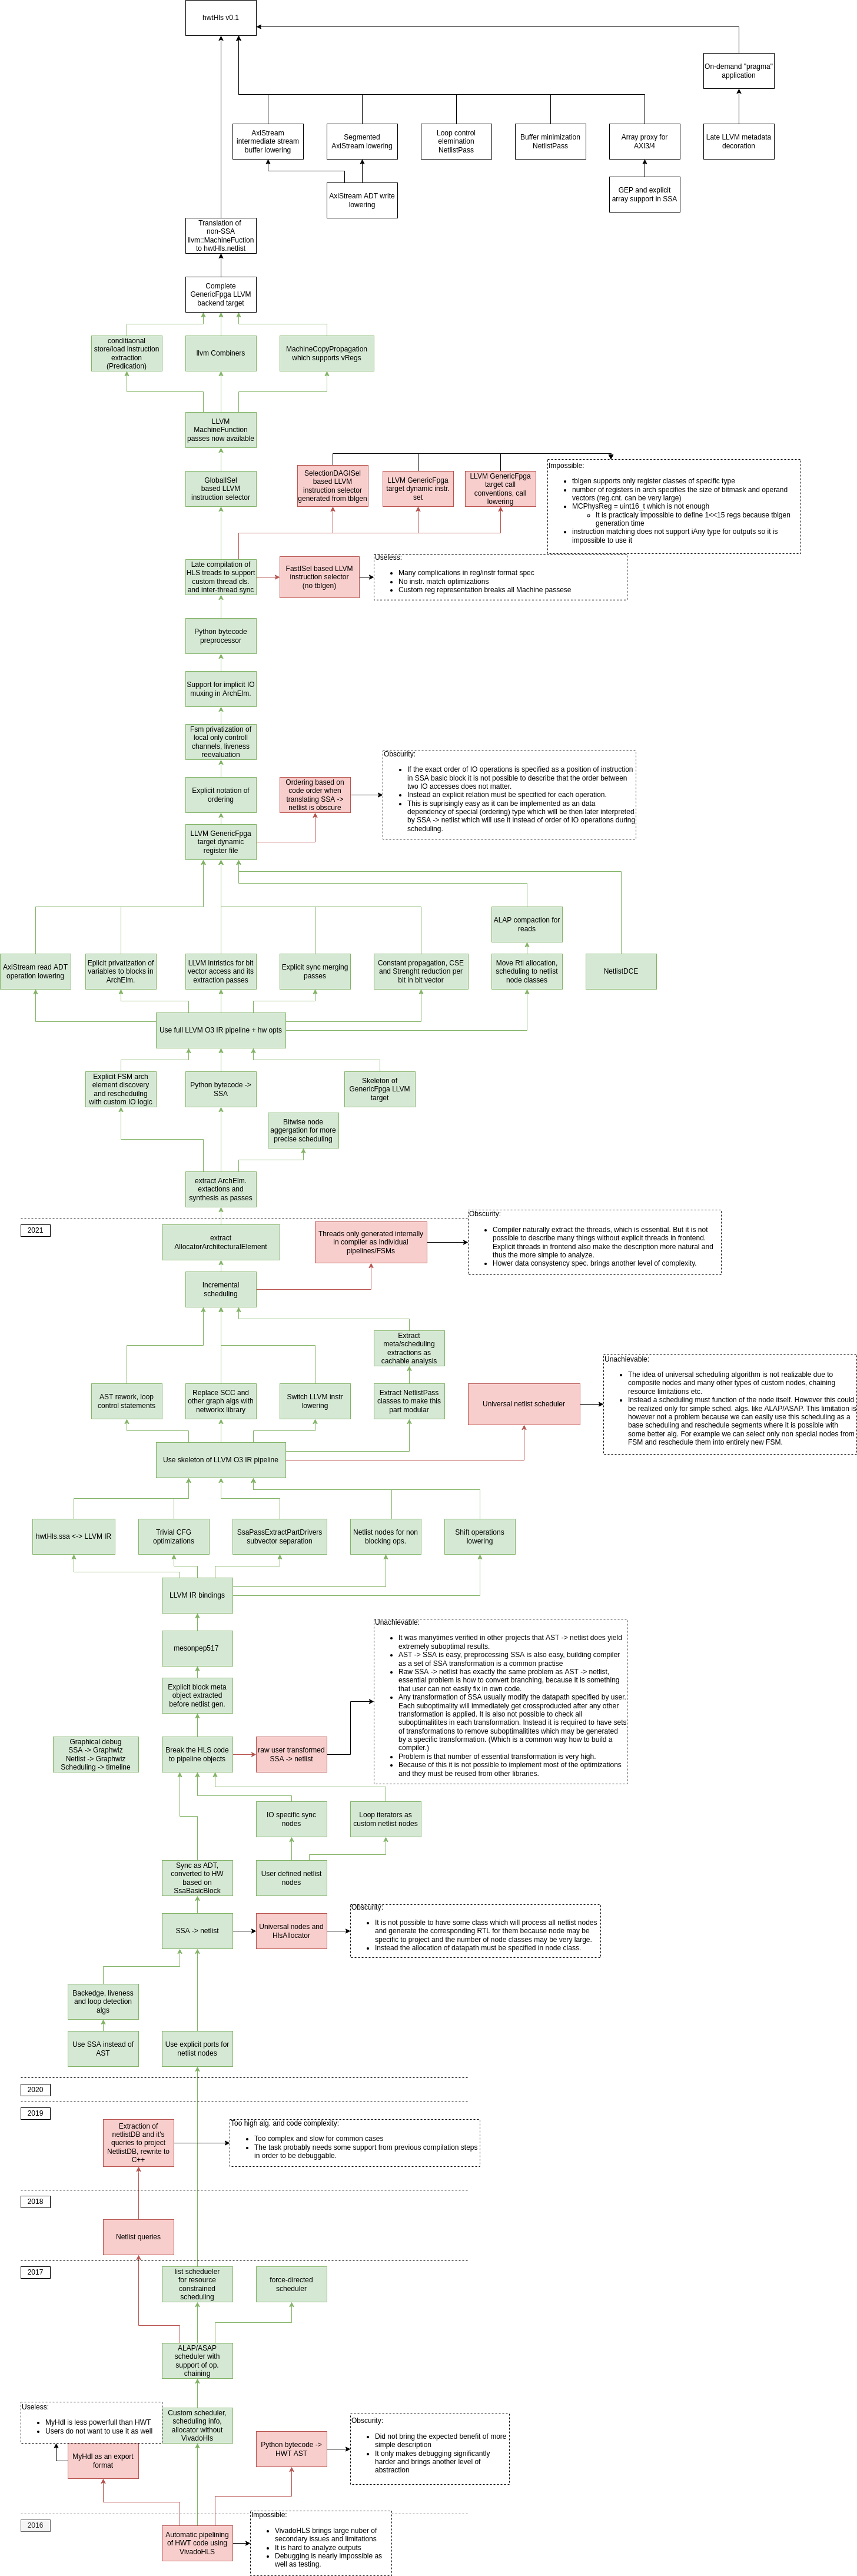 hwtHls v0.1
On-demand "pragma"
application
AxiStream
intermediate stream
buffer lowering
Segmented
AxiStream lowering
Loop control
elemination
NetlistPass
Buffer minimization
NetlistPass
Array proxy for
AXI3/4
Late LLVM metadata
decoration
AxiStream ADT write
lowering
GEP and explicit
array support in SSA
Translation of
non-SSA
llvm::MachineFuction
to hwtHls.netlist
Complete
GenericFpga LLVM
backend target
conditiaonal
store/load instruction
extraction
(Predication)
llvm Combiners
MachineCopyPropagation
which supports vRegs
LLVM
MachineFunction
passes now available
GlobalISel
based LLVM
instruction selector
SelectionDAGISel
based LLVM
instruction selector
generated from tblgen
LLVM GenericFpga
target dynamic instr.
set
LLVM GenericFpga
target call
conventions, call
lowering
Impossible:
• tblgen supports only register classes of specific type
• number of registers in arch specifies the size of bitmask and operand
vectors (reg.cnt. can be very large)
• MCPhysReg = uint16_t which is not enough
◦ It is practicaly impossible to define 1<<15 regs because tblgen
generation time
• instruction matching does not support iAny type for outputs so it is
impossible to use it
Late compilation of
HLS treads to support
custom thread cls.
and inter-thread sync
FastISel based LLVM
instruction selector
(no tblgen)
Useless:
• Many complications in reg/instr format spec
• No instr. match optimizations
• Custom reg representation breaks all Machine passese
Python bytecode
preprocessor
Support for implicit IO
muxing in ArchElm.
Fsm privatization of
local only controll
channels, liveness
reevaluation
Explicit notation of
ordering
Ordering based on
code order when
translating SSA ->
netlist is obscure
Obscurity:
• If the exact order of IO operations is specified as a position of instruction
in SSA basic block it is not possible to describe that the order between
two IO accesses does not matter.
• Instead an explicit relation must be specified for each operation.
• This is suprisingly easy as it can be implemented as an data
dependency of special (ordering) type which will be then later interpreted
by SSA -> netlist which will use it instead of order of IO operations during
scheduling.
LLVM GenericFpga
target dynamic
register file
ALAP compaction for
reads
AxiStream read ADT
operation lowering
Eplicit privatization of
variables to blocks in
ArchElm.
LLVM intristics for bit
vector access and its
extraction passes
Explicit sync merging
passes
Constant propagation, CSE
and Strenght reduction per
bit in bit vector
Move Rtl allocation,
scheduling to netlist
node classes
NetlistDCE
Use full LLVM O3 IR pipeline + hw opts
Explicit FSM arch
element discovery
and rescheduling
with custom IO logic
Python bytecode ->
SSA
Skeleton of
GenericFpga LLVM
target
Bitwise node
aggergation for more
precise scheduling
extract ArchElm.
extactions and
synthesis as passes
2021
extract
AllocatorArchitecturalElement
Threads only generated internally
in compiler as individual
pipelines/FSMs
Obscurity:
• Compiler naturally extract the threads, which is essential. But it is not
possible to describe many things without explicit threads in frontend.
Explicit threads in frontend also make the description more natural and
thus the more simple to analyze.
• Hower data consystency spec. brings another level of complexity.
Incremental
scheduling
Extract
meta/scheduling
extractions as
cachable analysis
AST rework, loop
control statements
Replace SCC and
other graph algs with
networkx library
Switch LLVM instr
lowering
Extract NetlistPass
classes to make this
part modular
Universal netlist scheduler
Unachievable:
• The idea of universal scheduling algorithm is not realizable due to
composite nodes and many other types of custom nodes, chaining
resource limitations etc.
• Instead a scheduling must function of the node itself. However this could
be realized only for simple sched. algs. like ALAP/ASAP. This limitation is
however not a problem because we can easily use this scheduling as a
base scheduling and reschedule segments where it is possible with
some better alg. For example we can select only non special nodes from
FSM and reschedule them into entirely new FSM.
Use skeleton of LLVM O3 IR pipeline
hwtHls.ssa <-> LLVM IR
Trivial CFG
optimizations
SsaPassExtractPartDrivers
subvector separation
Netlist nodes for non
blocking ops.
Shift operations
lowering
LLVM IR bindings
mesonpep517
Explicit block meta
object extracted
before netlist gen.
Unachievable:
• It was manytimes verified in other projects that AST -> netlist does yield
extremely suboptimal results.
• AST -> SSA is easy, preprocessing SSA is also easy, building compiler
as a set of SSA transformation is a common practise
• Raw SSA -> netlist has exactly the same problem as AST -> netlist,
essential problem is how to convert branching, because it is something
that user can not easily fix in own code.
• Any transformation of SSA usually modify the datapath specified by user.
Each suboptimality will immediately get crossproducted after any other
transformation is applied. It is also not possible to check all
suboptimalitites in each transformation. Instead it is required to have sets
of transformations to remove suboptimalitites which may be generated
by a specific transformation. (Which is a common way how to build a
compiler.)
• Problem is that number of essential transformation is very high.
• Because of this it is not possible to implement most of the optimizations
and they must be reused from other libraries.
Graphical debug
SSA -> Graphwiz
Netlist -> Graphwiz
Scheduling -> timeline
Break the HLS code
to pipeline objects
raw user transformed
SSA -> netlist
IO specific sync
nodes
Loop iterators as
custom netlist nodes
Sync as ADT,
converted to HW
based on
SsaBasicBlock
User defined netlist
nodes
SSA -> netlist
Universal nodes and
HlsAllocator
Obscurity:
• It is not possible to have some class which will process all netlist nodes
and generate the corresponding RTL for them because node may be
specific to project and the number of node classes may be very large.
• Instead the allocation of datapath must be specified in node class.
Backedge, liveness
and loop detection
algs
Use SSA instead of
AST
Use explicit ports for
netlist nodes
2020
2019
Extraction of
netlistDB and it's
queries to project
NetlistDB, rewrite to
C++
Too high alg. and code complexity:
• Too complex and slow for common cases
• The task probably needs some support from previous compilation steps
in order to be debuggable.
2018
Netlist queries
2017
list schedueler
for resource
constrained
scheduling
force-directed
scheduler
ALAP/ASAP
scheduler with
support of op.
chaining
Useless:
• MyHdl is less powerfull than HWT
• Users do not want to use it as well
Custom scheduler,
scheduling info,
allocator without
VivadoHls
MyHdl as an export
format
Python bytecode ->
HWT AST
Obscurity:
• Did not bring the expected benefit of more
simple description
• It only makes debugging significantly
harder and brings another level of
abstraction
2016
Automatic pipelining
of HWT code using
VivadoHLS
Impossible:
• VivadoHLS brings large nuber of
secondary issues and limitations
• It is hard to analyze outputs
• Debugging is nearly impossible as
well as testing.